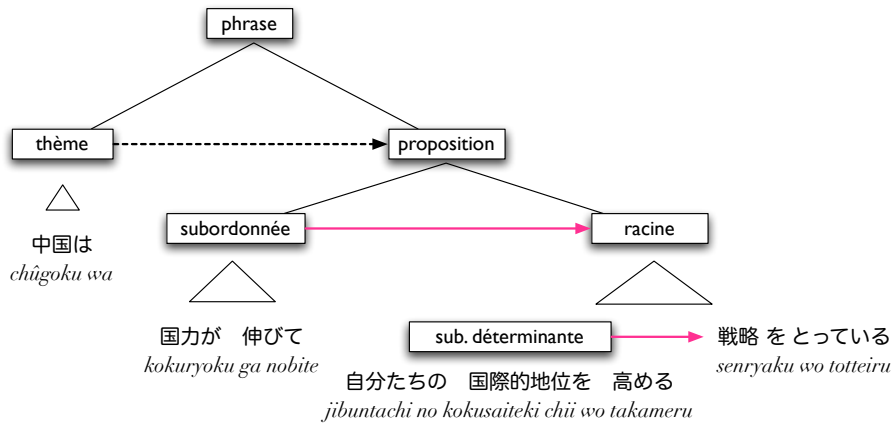 phrase
thème
proposition
subordonnée
racine
中国は
chûgoku wa
国力が 伸びて
kokuryoku ga nobite
sub. déterminante
戦略 を とっている
senryaku wo totteiru
自分たちの 国際的地位を 高める
jibuntachi no kokusaiteki chii wo takameru